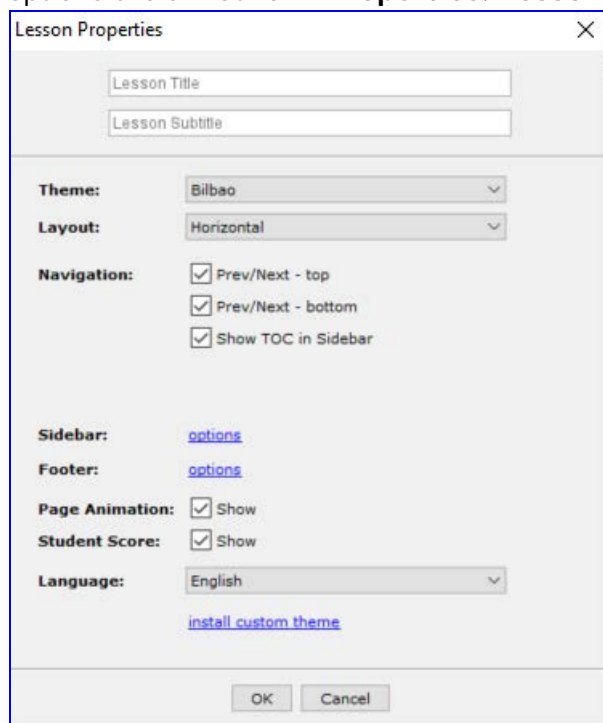 Lesson Properties
Lesson Title
Lesson Subtitle
Theme: Bilbao
Layout: Horizontal
Navigation: Prev/Next - top
Prev/Next - bottom
Show TOC in Sidebar
Sidebar: options
Footer: options
Page Animation: Show
Student Score: Show
Language: English
install custom theme
OK Cancel